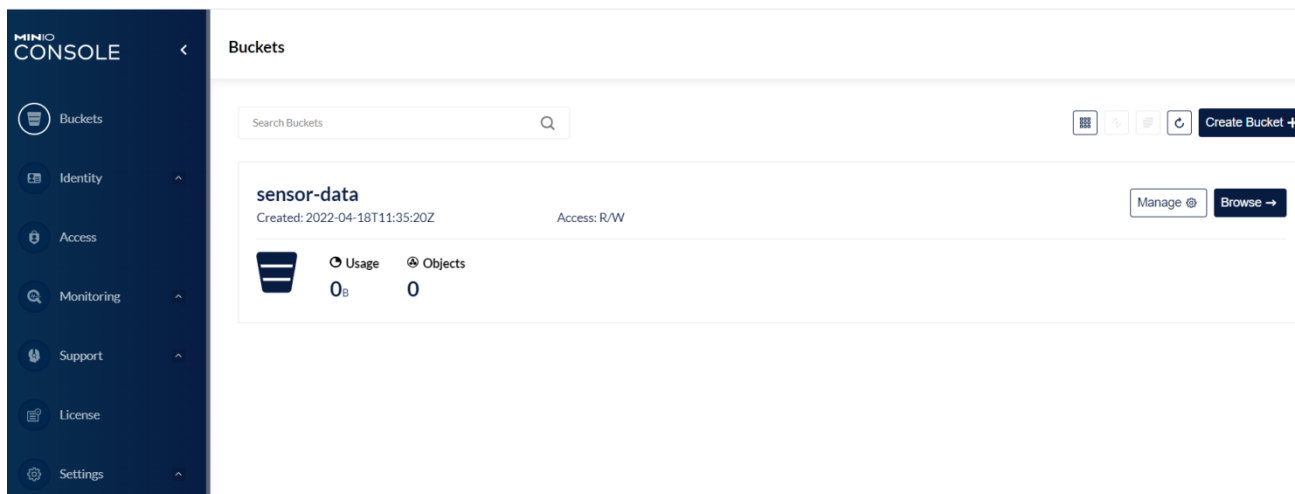 MINIO
CONSOLE
Buckets
Identity
Access
Monitoring
Support
License
Settings
Buckets
Search Buckets
Create Bucket +
sensor-data
Created: 2022-04-18T11:35:20Z
Access: R/W
Manage
Browse →
Usage
Objects
0B
0